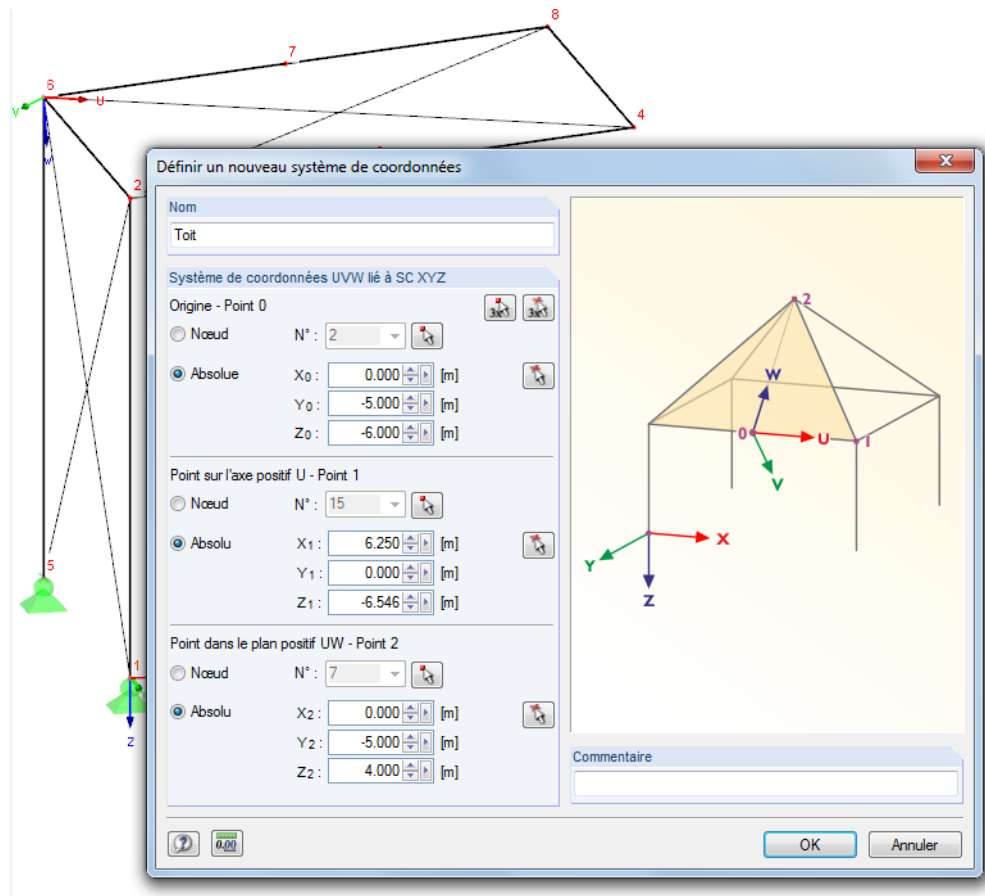 8
7
6
V
U
W
4
2
5
1
Z
Définir un nouveau système de coordonnées
Nom
Toit
Système de coordonnées UVW lié à SC XYZ
Origine - Point 0
3x
3x
Nœud N° : 2
Absolue X0 : 0.000 [m]
Y0 : -5.000 [m]
Z0 : -6.000 [m]
Point sur l'axe positif U - Point 1
Nœud N° : 15
Absolu X1 : 6.250 [m]
Y1 : 0.000 [m]
Z1 : -6.546 [m]
Point dans le plan positif UW - Point 2
Nœud N° : 7
Absolu X2 : 0.000 [m]
Y2 : -5.000 [m]
Z2 : 4.000 [m]
2
W
0
U
1
V
X
Y
Z
Commentaire
0.00
OK
Annuler